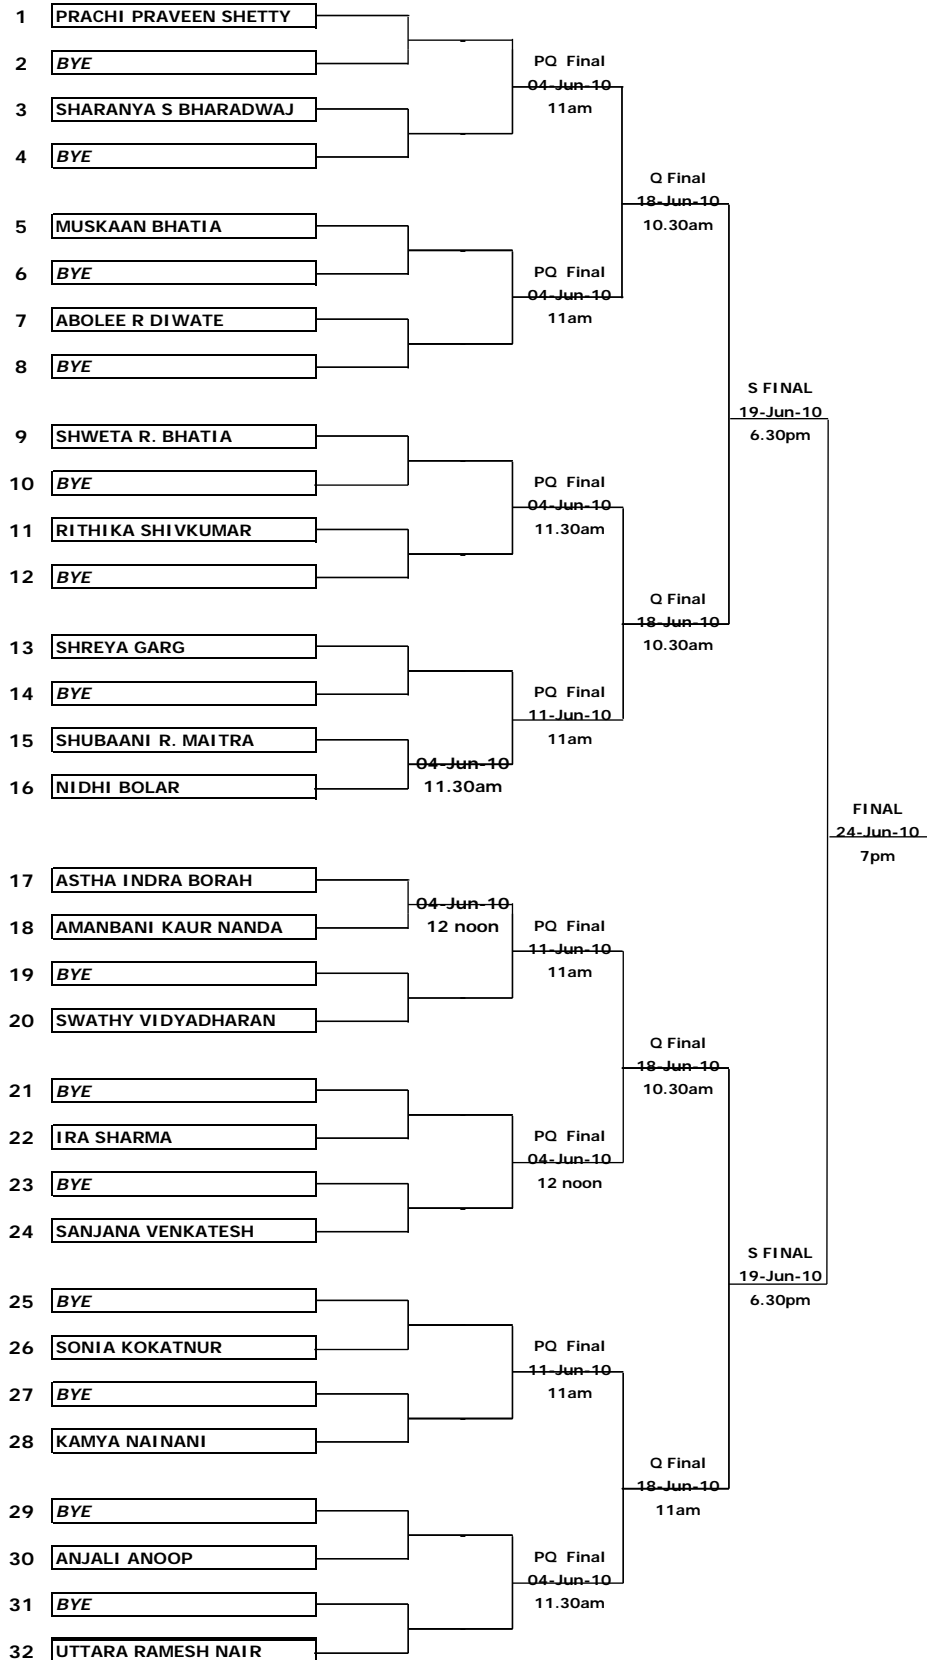 1 PRACHI PRAVEEN SHETTY
2 BYE
PQ Final
04-Jun-10
11am
3 SHARANYA S BHARADWAJ
4 BYE
Q Final
18-Jun-10
10.30am
5 MUSKAAN BHATIA
6 BYE
PQ Final
04-Jun-10
11am
7 ABOLEE R DIWATE
8 BYE
S FINAL
19-Jun-10
6.30pm
9 SHWETA R. BHATIA
10 BYE
PQ Final
04-Jun-10
11.30am
11 RITHIKA SHIVKUMAR
12 BYE
Q Final
18-Jun-10
10.30am
13 SHREYA GARG
14 BYE
PQ Final
11-Jun-10
11am
15 SHUBAANI R. MAITRA
04-Jun-10
11.30am
16 NIDHI BOLAR
FINAL
24-Jun-10
7pm
17 ASTHA INDRA BORAH
04-Jun-10
12 noon
18 AMANBANI KAUR NANDA
PQ Final
11-Jun-10
11am
19 BYE
20 SWATHY VIDYADHARAN
Q Final
18-Jun-10
10.30am
21 BYE
22 IRA SHARMA
PQ Final
04-Jun-10
12 noon
23 BYE
24 SANJANA VENKATESH
S FINAL
19-Jun-10
6.30pm
25 BYE
26 SONIA KOKATNUR
PQ Final
11-Jun-10
11am
27 BYE
28 KAMYA NAINANI
Q Final
18-Jun-10
11am
29 BYE
30 ANJALI ANOOP
PQ Final
04-Jun-10
11.30am
31 BYE
32 UTTARA RAMESH NAIR